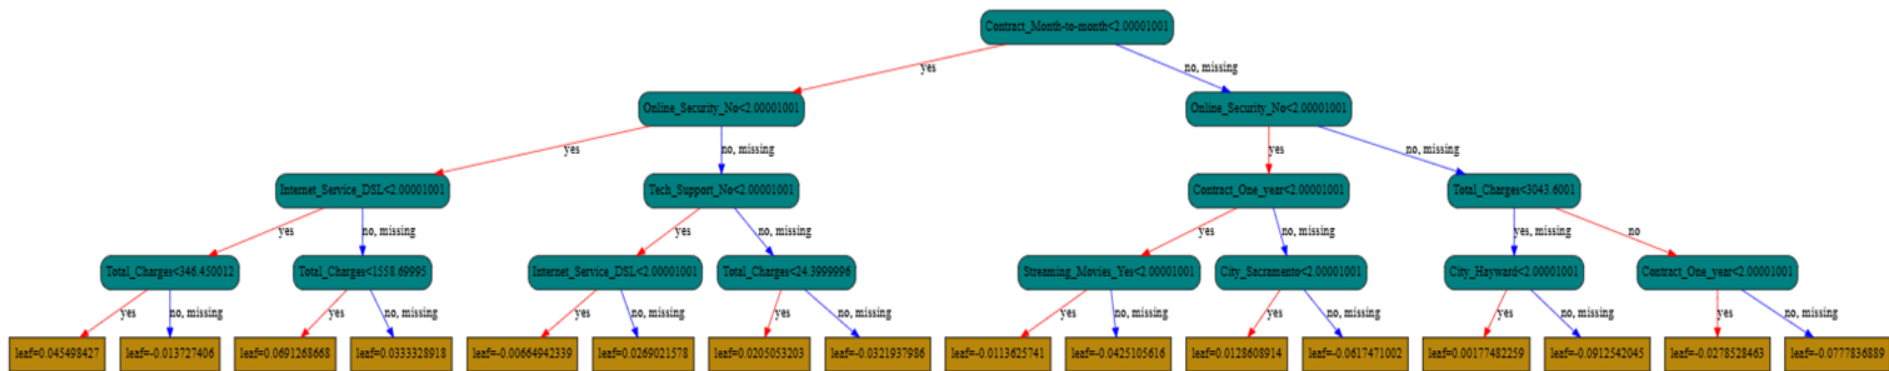 Contract_Month-to-month<2.00001001
yes
no, missing
Online_Security_No<2.00001001
Online_Security_No<2.00001001
yes
no, missing
yes
no, missing
Internet_Service_DSL<2.00001001
Tech_Support_No<2.00001001
Contract_One_year<2.00001001
Total_Charges<3043.6001
yes
no, missing
yes
no, missing
yes
no, missing
yes, missing
no
Total_Charges<346.450012
Total_Charges<1558.69995
Internet_Service_DSL<2.00001001
Total_Charges<24.3999996
Streaming_Movies_Yes<2.00001001
City_Sacramento<2.00001001
City_Hayward<2.00001001
Contract_One_year<2.00001001
yes
no, missing
yes
no, missing
yes
no, missing
yes
no, missing
yes
no, missing
yes
no, missing
yes
no, missing
yes
no, missing
leaf=0.045498427
leaf=-0.013727406
leaf=0.0691268668
leaf=0.0333328918
leaf=-0.00664942339
leaf=0.0269021578
leaf=0.0205053203
leaf=-0.0321937986
leaf=-0.0113625741
leaf=-0.0425105616
leaf=0.0128608914
leaf=-0.0617471002
leaf=0.00177482259
leaf=-0.0912542045
leaf=-0.0278528463
leaf=-0.0777836889